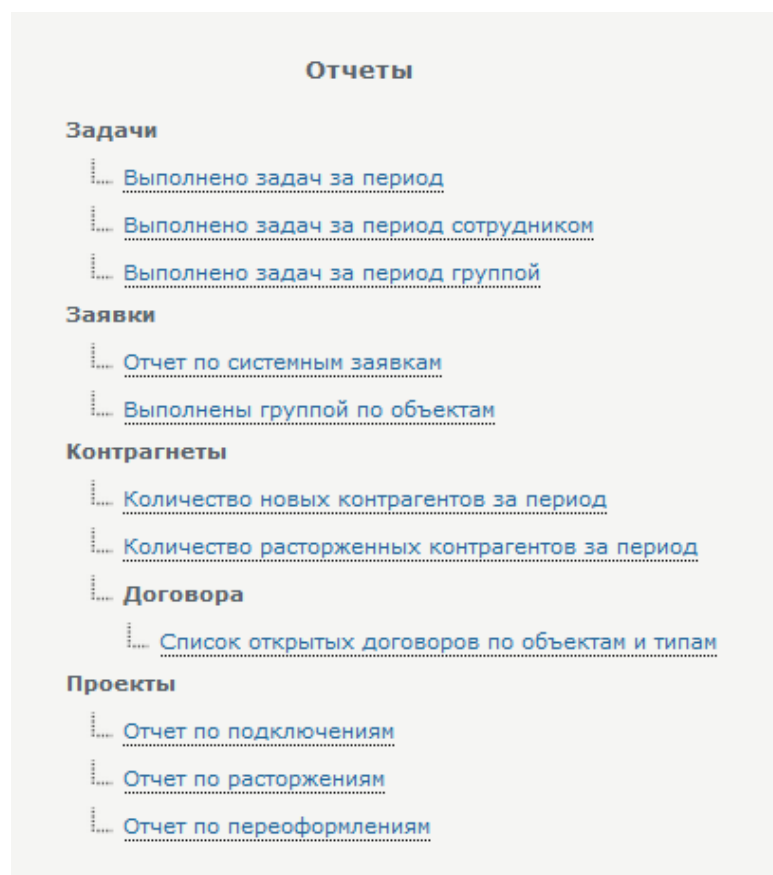 Отчеты
Задачи
Выполнено задач за период
Выполнено задач за период сотрудником
Выполнено задач за период группой
Заявки
Отчет по системным заявкам
Выполнены группой по объектам
Контрагнеты
Количество новых контрагентов за период
Количество расторженных контрагентов за период
Договора
Список открытых договоров по объектам и типам
Проекты
Отчет по подключениям
Отчет по расторжениям
Отчет по переоформлениям